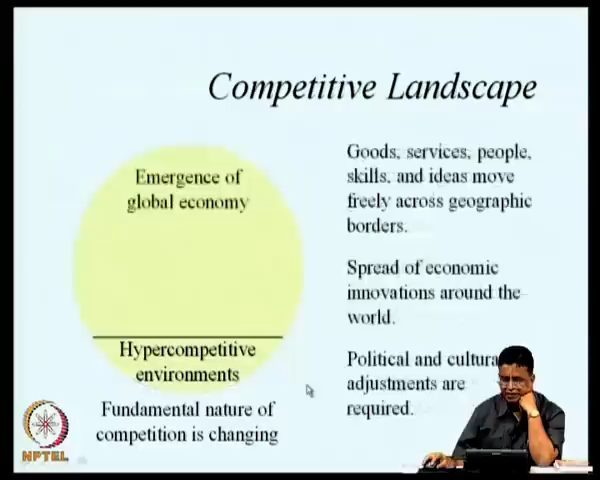 Competitive Landscape
Emergence of
global economy
Hypercompetitive
environments
Fundamental nature of
competition is changing
Goods, services, people,
skills, and ideas move
freely across geographic
borders.
Spread of economic
innovations around the
world.
Political and cultura
adjustments are
required.
NPTEL